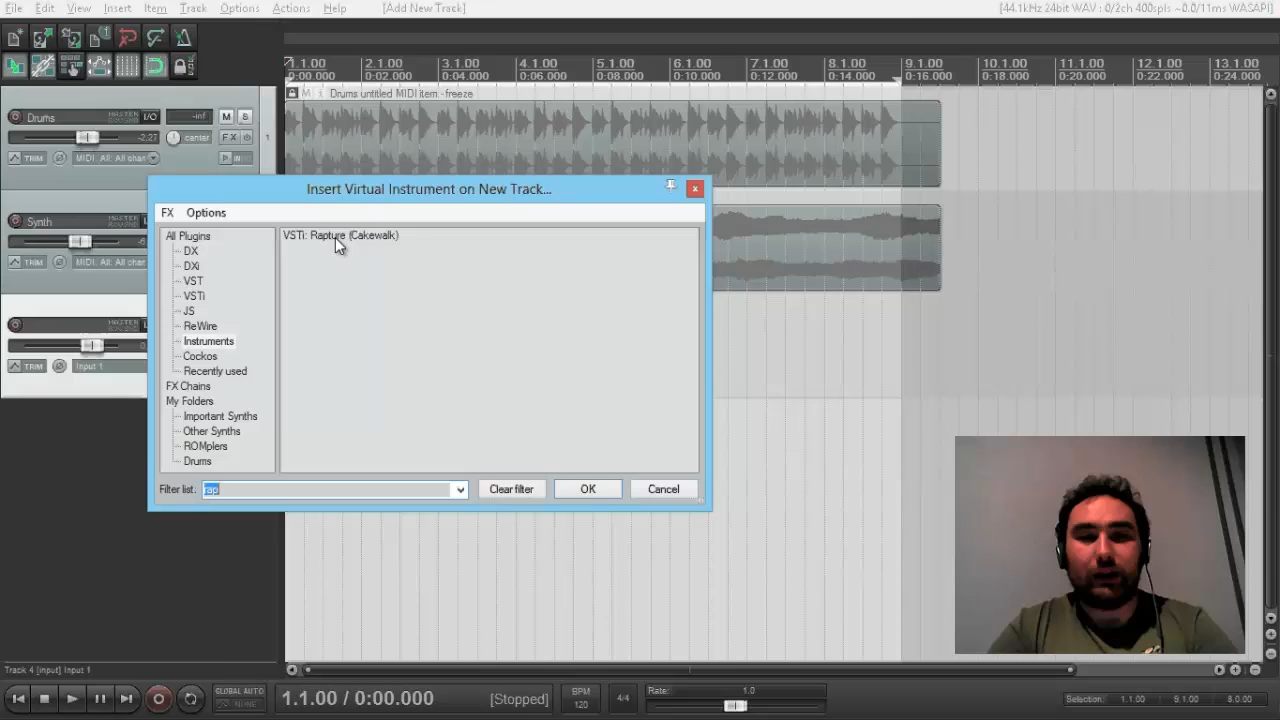 File Edit View Insert Item Track Options Actions Help [Add New Track] [44.1kHz 24bit WAV : 0/2ch 400spls ~0.0/11ms WASAPI]
1.1.00 2.1.00 3.1.00 4.1.00 5.1.00 6.1.00 7.1.00 8.1.00 9.1.00 10.1.00 11.1.00 12.1.00 13.1.00
0:00.000 0:02.000 0:04.000 0:06.000 0:08.000 0:10.000 0:12.000 0:14.000 0:16.000 0:18.000 0:20.000 0:22.000 0:24.000
M i Drums untitled MIDI item - freeze
Drums MASTER I/O -inf M S
-2.27 center FX 1
TRIM MIDI: All: All chan
Insert Virtual Instrument on New Track...
FX Options
Synth MASTER
TRIM MIDI: All: All chan
MASTER
TRIM Input 1
All Plugins
DX
DXi
VST
VSTi
JS
ReWire
Instruments
Cockos
Recently used
FX Chains
My Folders
Important Synths
Other Synths
ROMplers
Drums
VSTi: Rapture (Cakewalk)
Filter list: rap Clear filter OK Cancel
Track 4 [input] Input 1
GLOBAL AUTO
NONE
1.1.00 / 0:00.000 [Stopped]
BPM
120
4/4
Rate: 1.0
Selection: 1.1.00 9.1.00 8.0.00